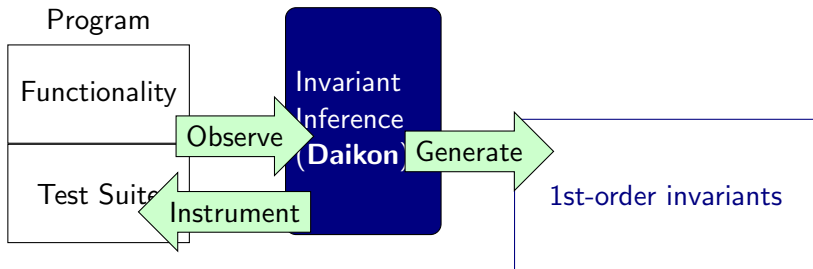 Program
Functionality
Test Suite
Observe
Instrument
Invariant
Inference
(Daikon)
Generate
1st-order invariants